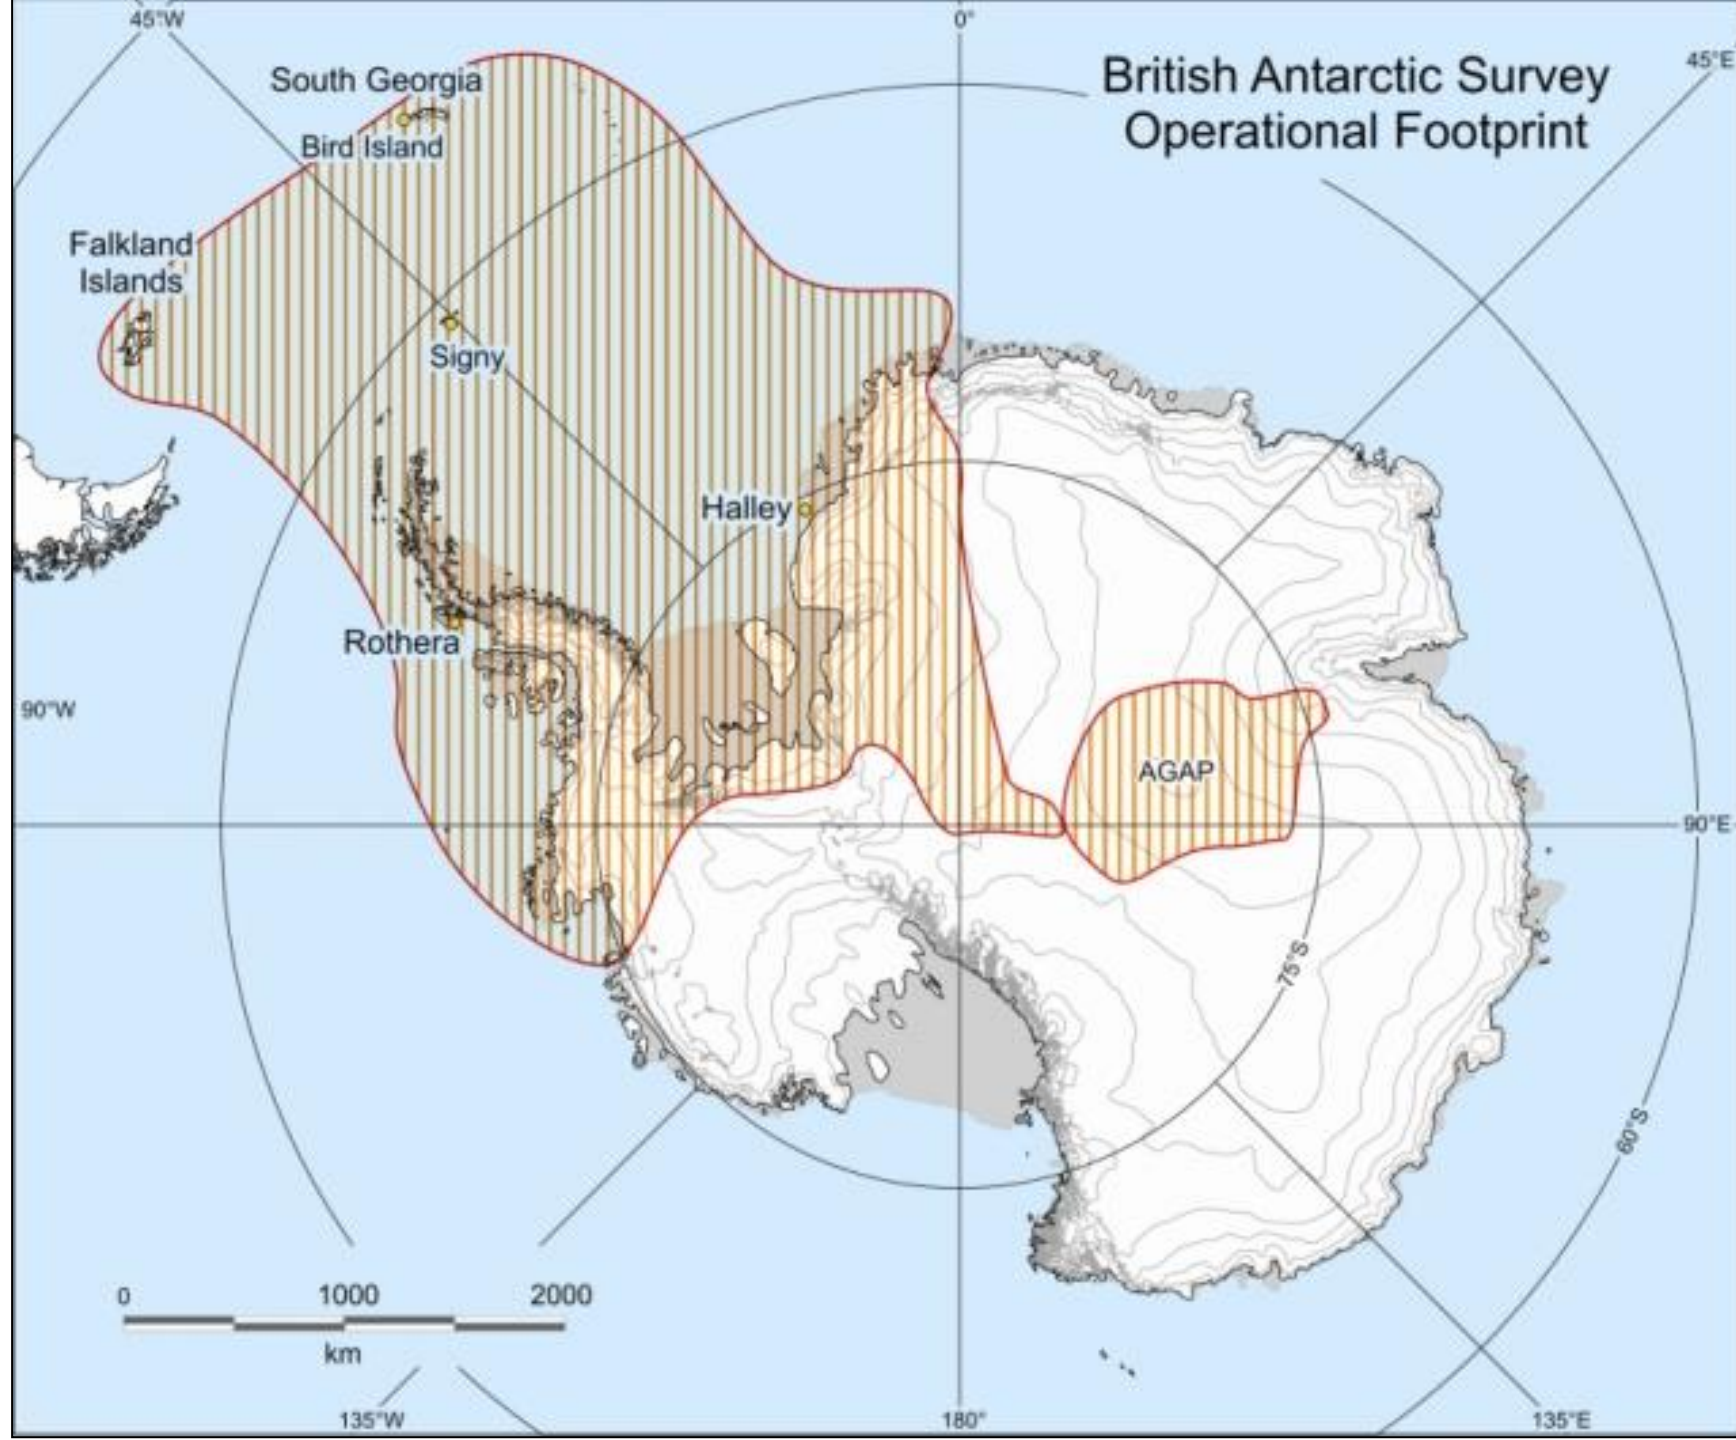 45°W
0°
45°E
British Antarctic Survey
Operational Footprint
South Georgia
Bird Island
Falkland
Islands
Signy
Halley
Rothera
90°W
AGAP
90°E
75°S
60°S
0 1000 2000
km
135°W
180°
135°E